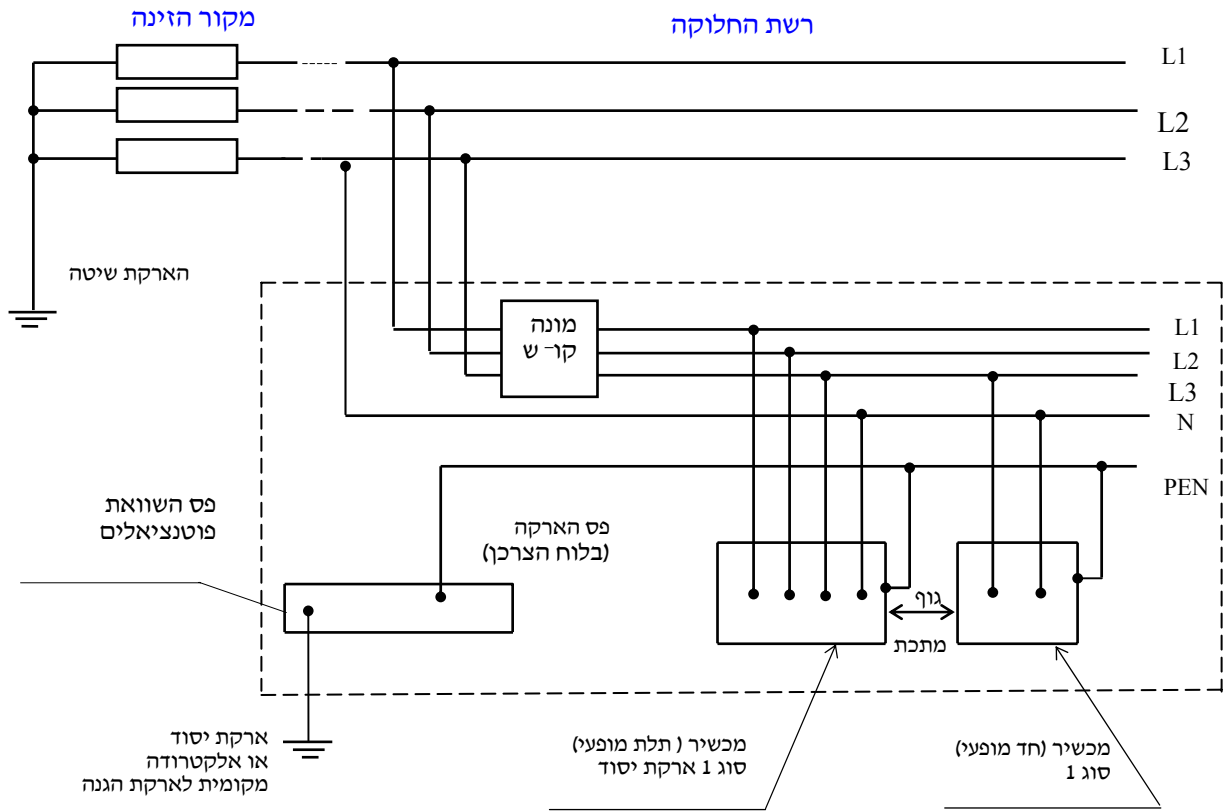 מקור הזינה
רשת החלוקה
L1
L2
L3
הארקת שיטה
מונה
קו- ש
L1
L2
L3
N
PEN
פס השוואת
פוטנציאלים
פס הארקה
(בלוח הצרכן)
גוף
מתכת
ארקת יסוד
או אלקטרודה
מקומית לארקת הגנה
מכשיר ( תלת מופעי)
סוג 1 ארקת יסוד
מכשיר (חד מופעי)
סוג 1